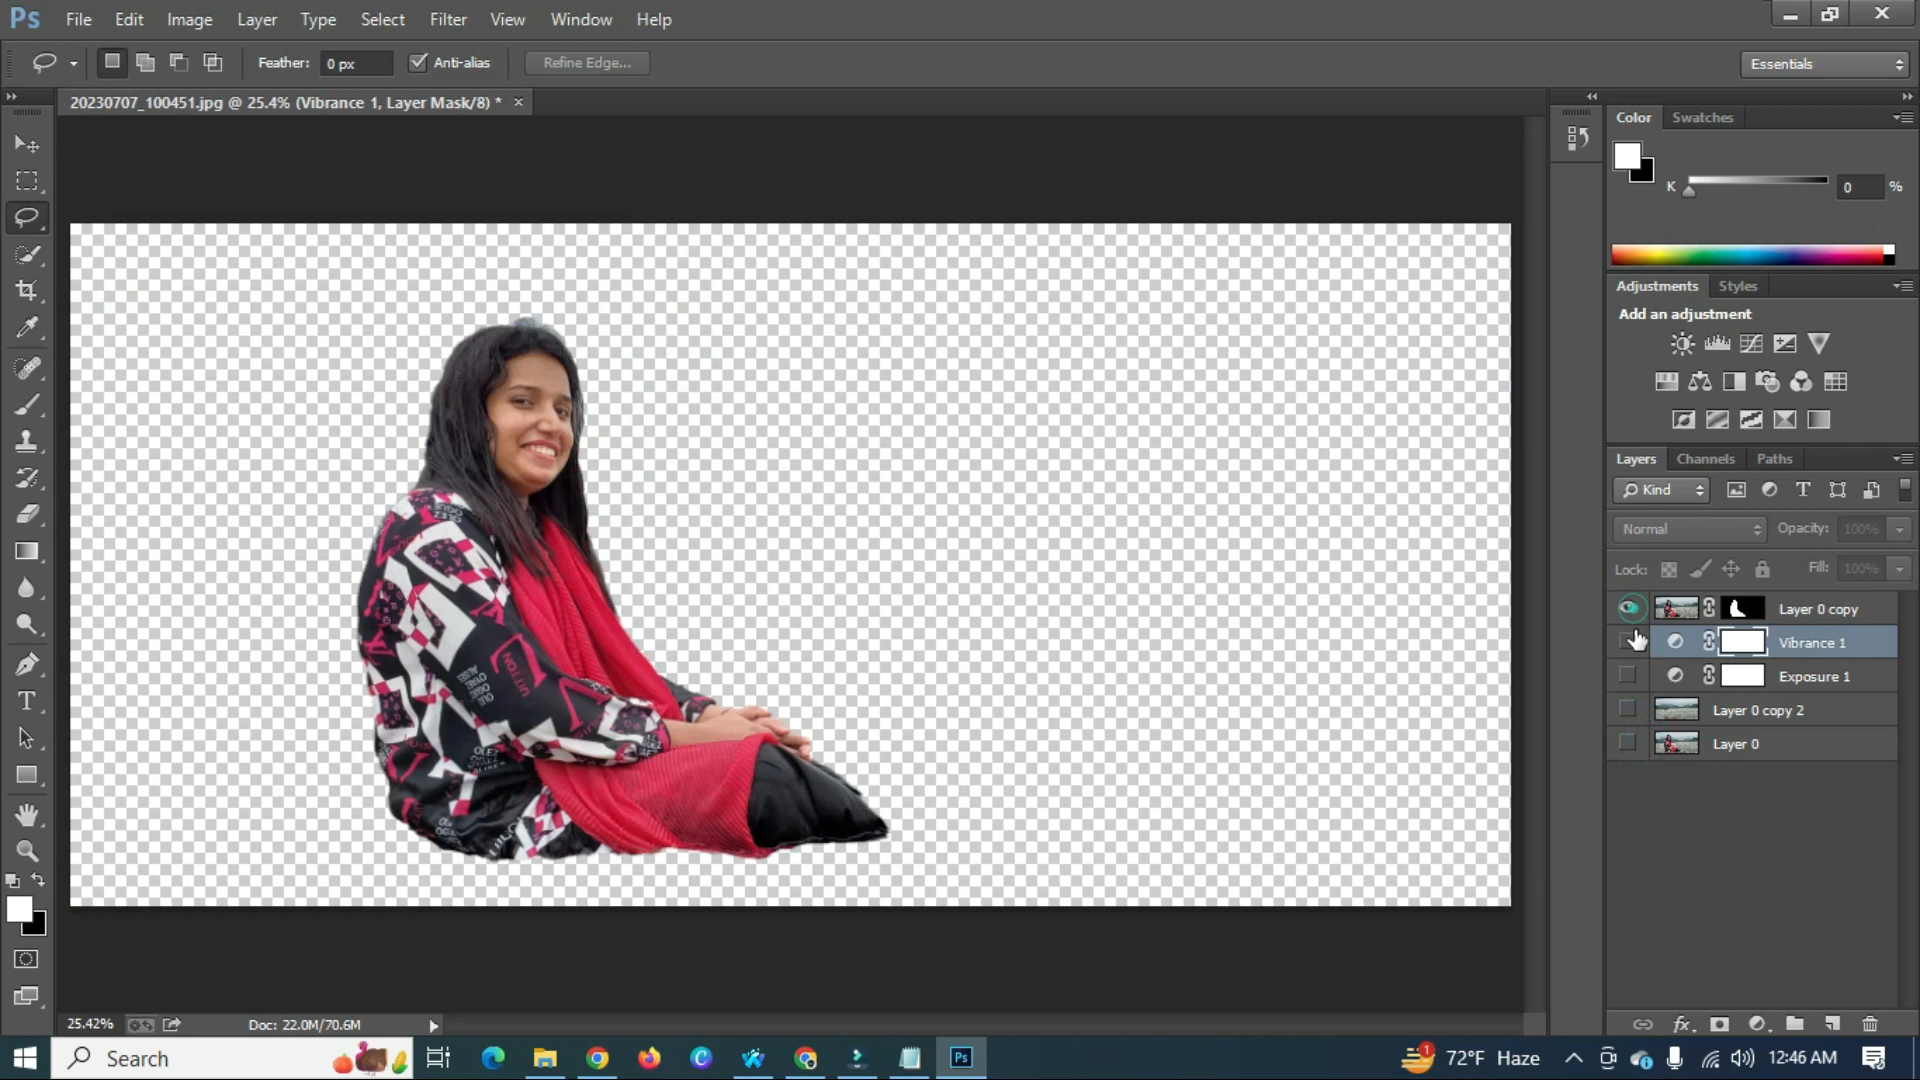 Ps File Edit Image Layer Type Select Filter View Window Help
Feather: 0 px Anti-alias Refine Edge... Essentials
20230707_100451.jpg @ 25.4% (Vibrance 1, Layer Mask/8) * ×
Color Swatches
K 0 %
Adjustments Styles
Add an adjustment
Layers Channels Paths
Kind
Normal Opacity: 100%
Lock: Fill: 100%
Layer 0 copy
Vibrance 1
Exposure 1
Layer 0 copy 2
Layer 0
UITTON
25.42% Doc: 22.0M/70.6M
Search 72°F Haze 12:46 AM